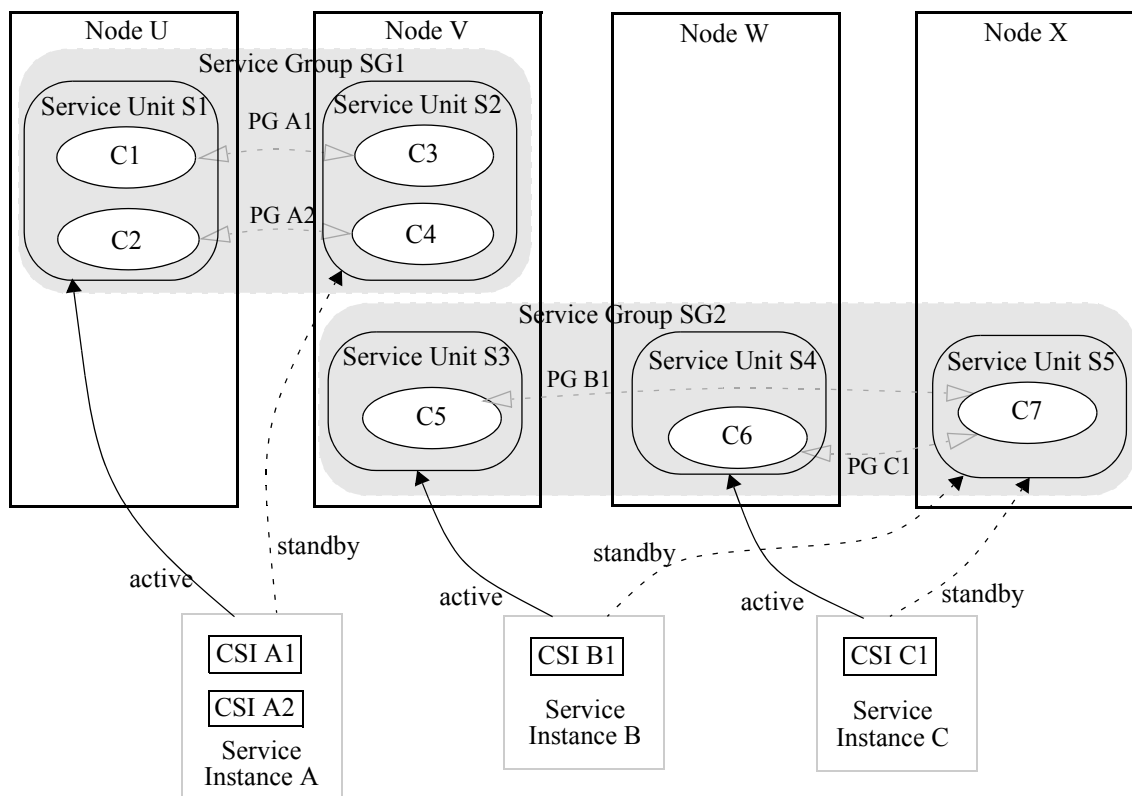 Node U
Node V
Node W
Node X
Service Group SG1
Service Unit S1
PG A1
Service Unit S2
C1
C3
PG A2
C2
C4
Service Group SG2
Service Unit S3
Service Unit S4
Service Unit S5
PG B1
C5
C6
C7
PG C1
standby
standby
active
active
active
standby
CSI A1
CSI B1
CSI C1
CSI A2
Service
Instance A
Service
Instance B
Service
Instance C